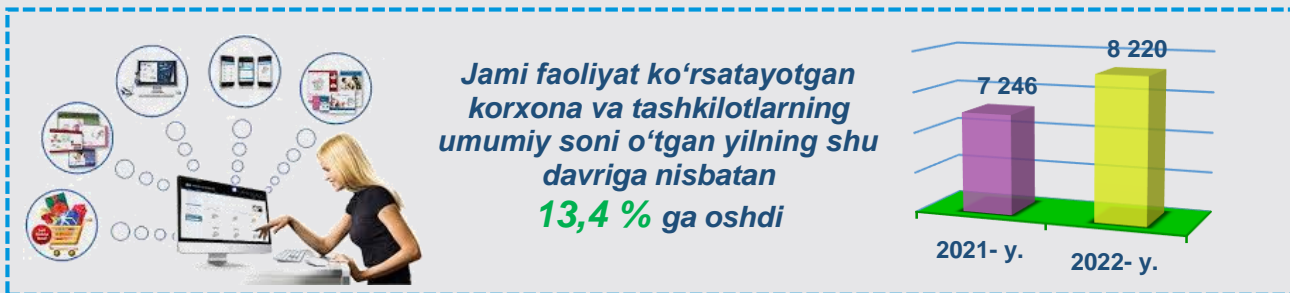 Jami faoliyat ko‘rsatayotgan
korxona va tashkilotlarning
umumiy soni o‘tgan yilning shu
davriga nisbatan
13,4 % ga oshdi
7 246
8 220
2021- y.
2022- y.